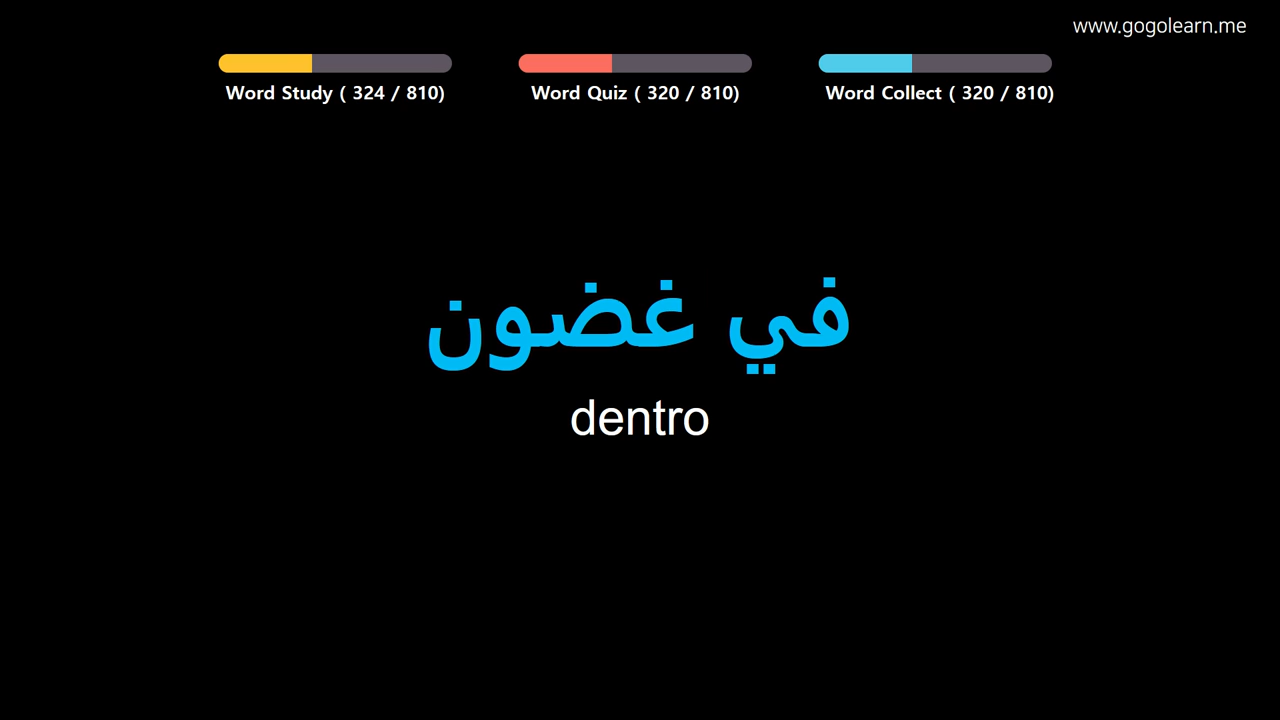 www.gogolearn.me
Word Study ( 324 / 810)
Word Quiz ( 320 / 810)
Word Collect ( 320 / 810)
في غضون
dentro